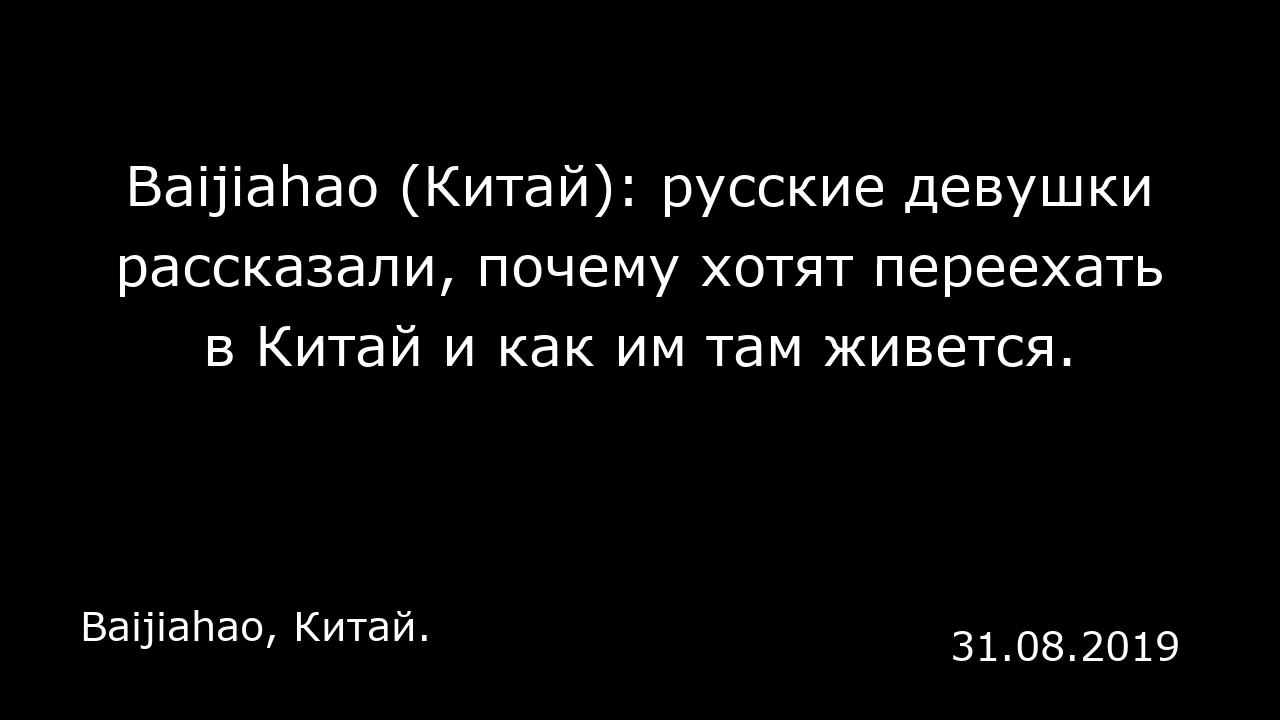 Baijiahao (Китай): русские девушки
рассказали, почему хотят переехать
в Китай и как им там живется.
Baijiahao, Китай.
31.08.2019